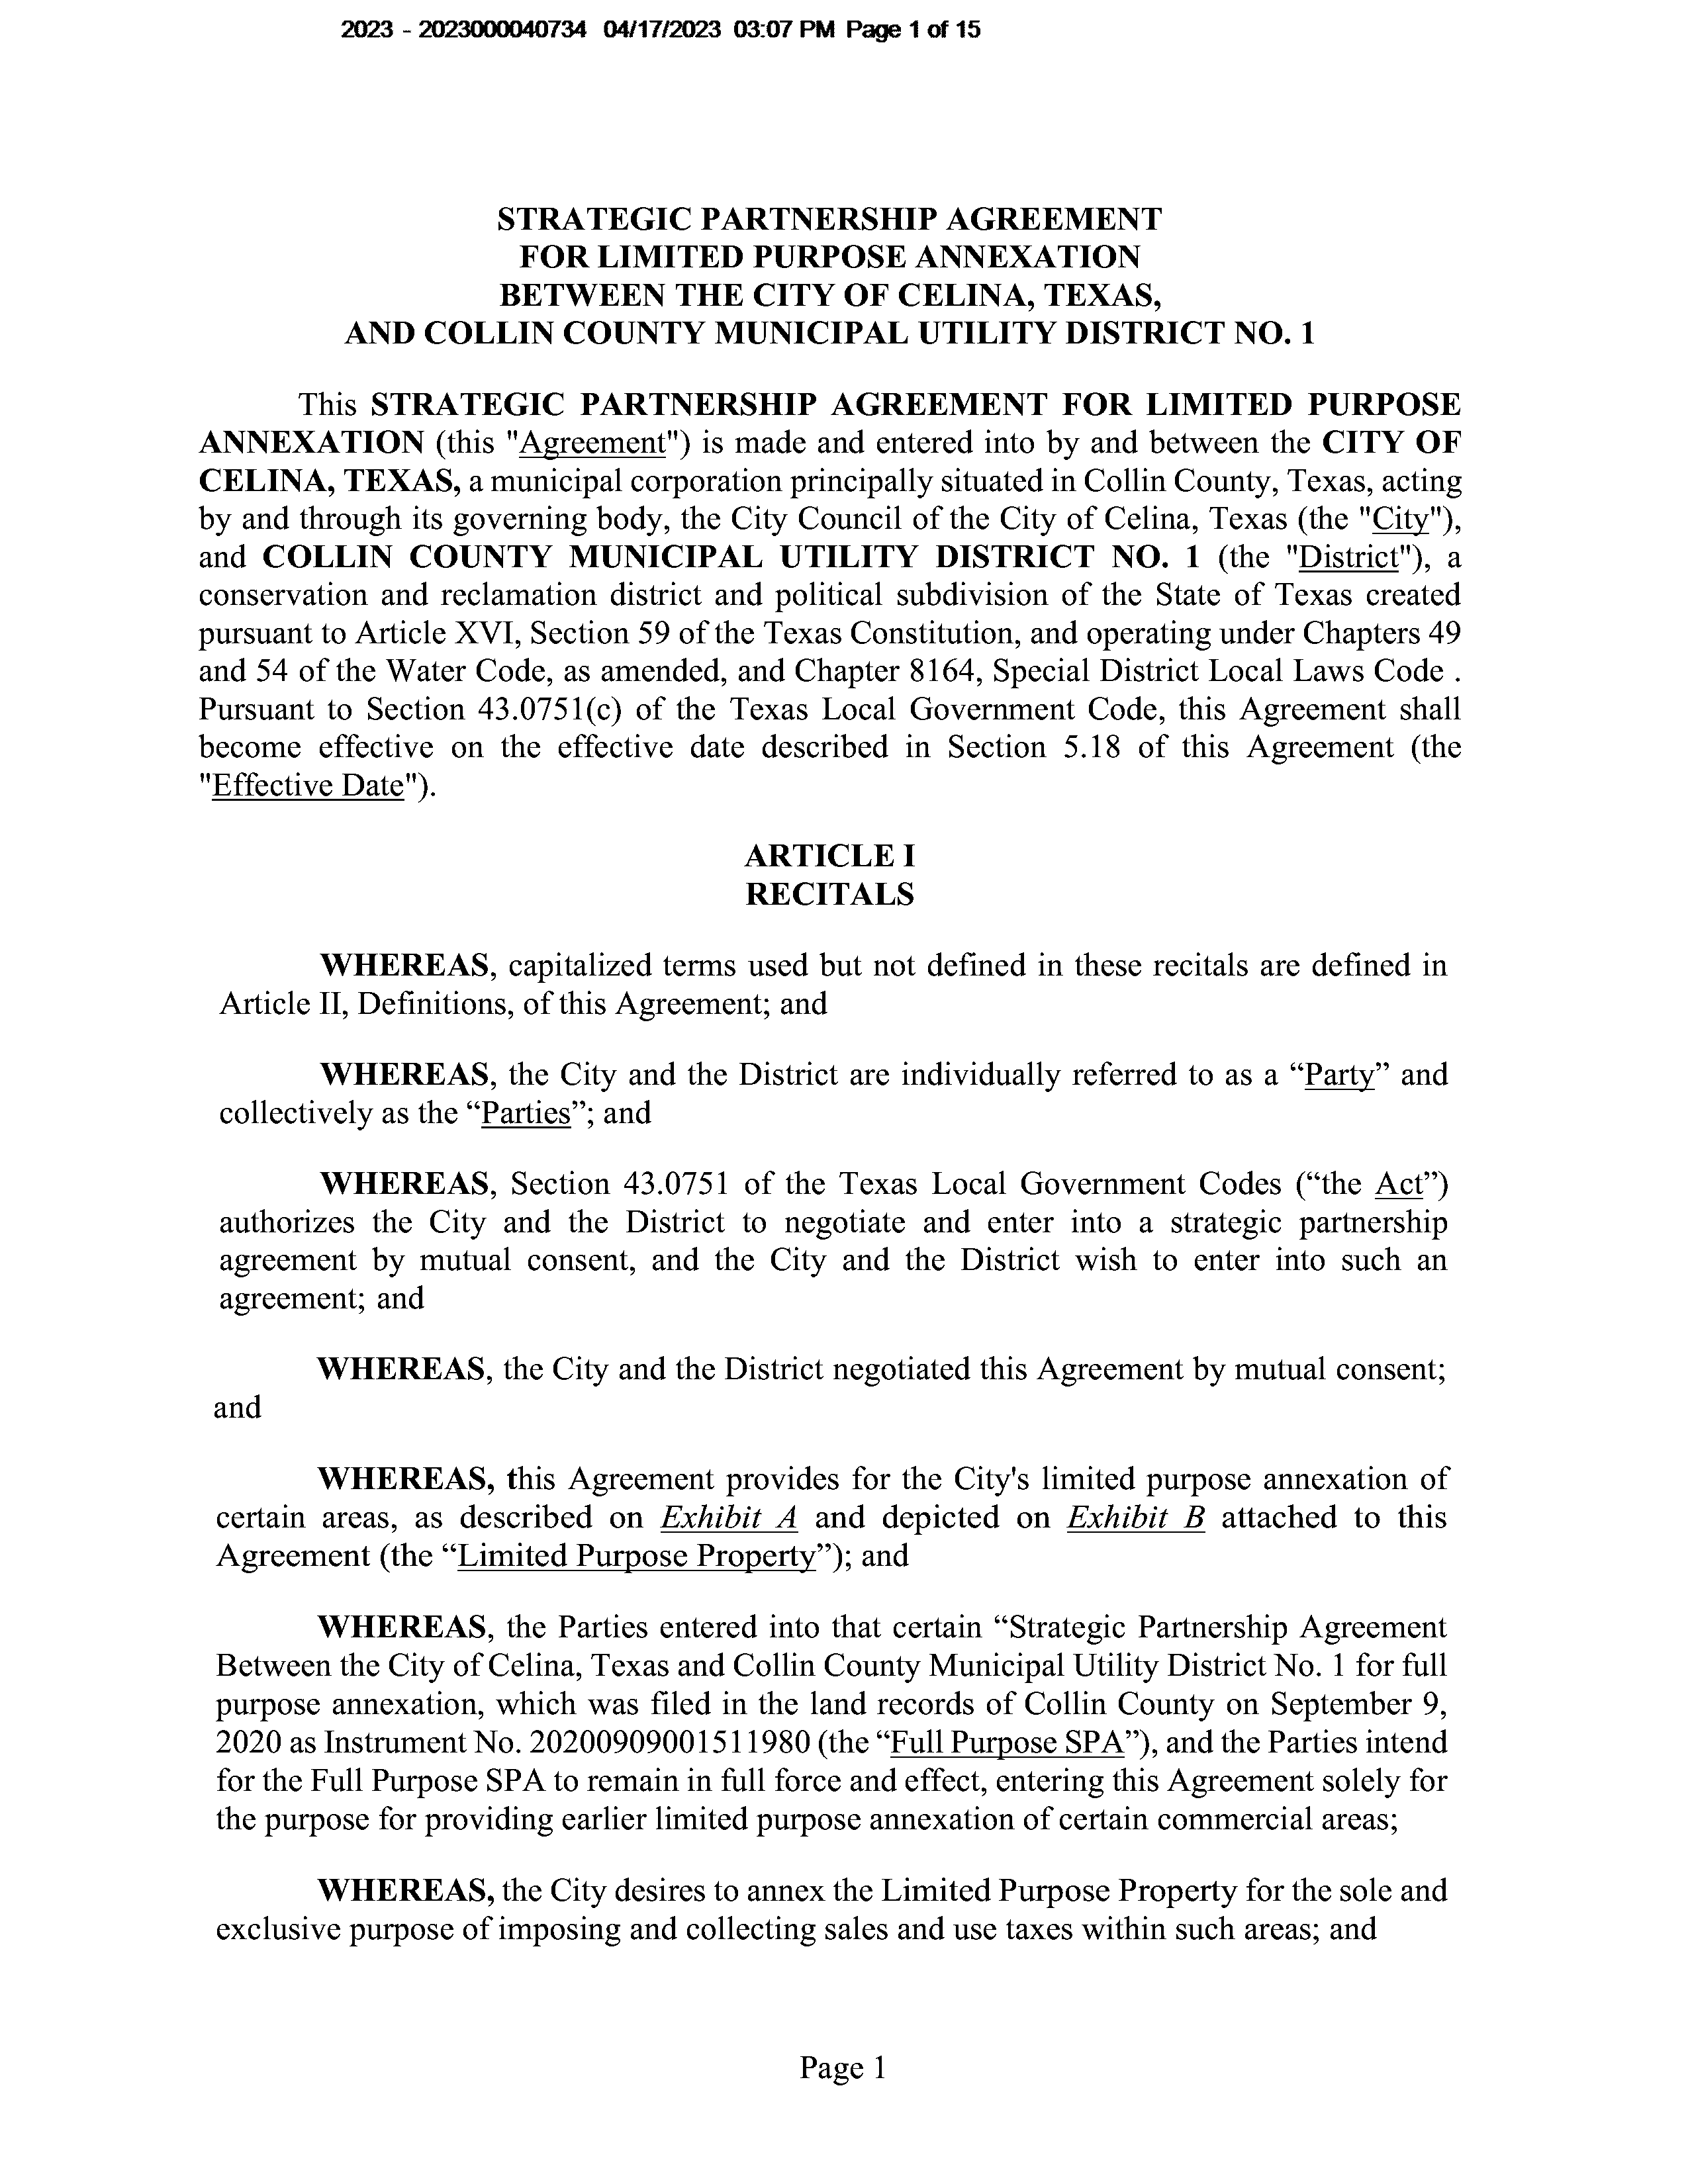 2023 - 2023000040734 04/17/2023 03:07 PM Page 1 of 15
STRATEGIC PARTNERSHIP AGREEMENT
FOR LIMITED PURPOSE ANNEXATION
BETWEEN THE CITY OF CELINA, TEXAS,
AND COLLIN COUNTY MUNICIPAL UTILITY DISTRICT NO. 1
This STRATEGIC PARTNERSHIP AGREEMENT FOR LIMITED PURPOSE
ANNEXATION (this "Agreement") is made and entered into by and between the CITY OF
CELINA, TEXAS, a municipal corporation principally situated in Collin County, Texas, acting
by and through its governing body, the City Council of the City of Celina, Texas (the "City"),
and COLLIN COUNTY MUNICIPAL UTILITY DISTRICT NO. 1 (the "District"), a
conservation and reclamation district and political subdivision of the State of Texas created
pursuant to Article XVI, Section 59 of the Texas Constitution, and operating under Chapters 49
and 54 of the Water Code, as amended, and Chapter 8164, Special District Local Laws Code .
Pursuant to Section 43.0751(c) of the Texas Local Government Code, this Agreement shall
become effective on the effective date described in Section 5.18 of this Agreement (the
"Effective Date").
ARTICLE I
RECITALS
WHEREAS, capitalized terms used but not defined in these recitals are defined in
Article II, Definitions, of this Agreement; and
WHEREAS, the City and the District are individually referred to as a “Party” and
collectively as the “Parties”; and
WHEREAS, Section 43.0751 of the Texas Local Government Codes (“the Act”)
authorizes the City and the District to negotiate and enter into a strategic partnership
agreement by mutual consent, and the City and the District wish to enter into such an
agreement; and
WHEREAS, the City and the District negotiated this Agreement by mutual consent;
and
WHEREAS, this Agreement provides for the City's limited purpose annexation of
certain areas, as described on Exhibit A and depicted on Exhibit B attached to this
Agreement (the “Limited Purpose Property”); and
WHEREAS, the Parties entered into that certain “Strategic Partnership Agreement
Between the City of Celina, Texas and Collin County Municipal Utility District No. 1 for full
purpose annexation, which was filed in the land records of Collin County on September 9,
2020 as Instrument No. 20200909001511980 (the “Full Purpose SPA”), and the Parties intend
for the Full Purpose SPA to remain in full force and effect, entering this Agreement solely for
the purpose for providing earlier limited purpose annexation of certain commercial areas;
WHEREAS, the City desires to annex the Limited Purpose Property for the sole and
exclusive purpose of imposing and collecting sales and use taxes within such areas; and
Page 1